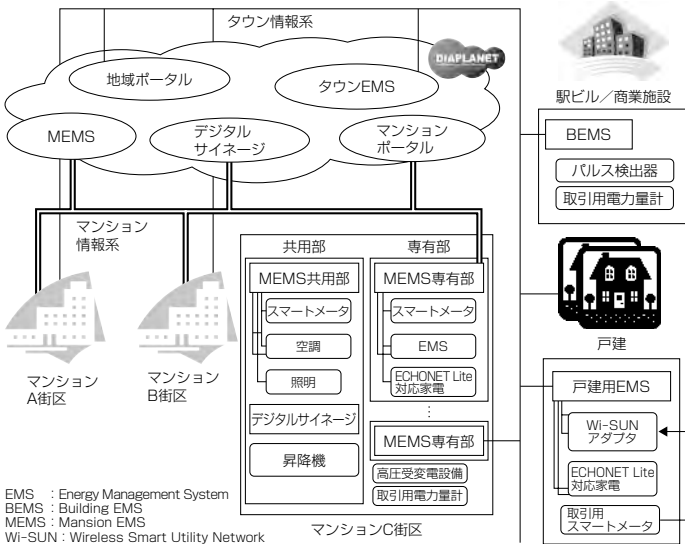 タウン情報系
DIAPLANET
地域ポータル
タウンEMS
MEMS
デジタル
サイネージ
マンション
ポータル
駅ビル／商業施設
BEMS
パルス検出器
取引用電力量計
マンション
情報系
マンション
A街区
マンション
B街区
共用部
専有部
MEMS共用部
スマートメータ
空調
照明
デジタルサイネージ
昇降機
MEMS専有部
スマートメータ
EMS
ECHONET Lite
対応家電
⋮
MEMS専有部
高圧受変電設備
取引用電力量計
マンションC街区
戸建
戸建用EMS
Wi-SUN
アダプタ
ECHONET Lite
対応家電
取引用
スマートメータ
EMS ：Energy Management System
BEMS：Building EMS
MEMS：Mansion EMS
Wi-SUN：Wireless Smart Utility Network